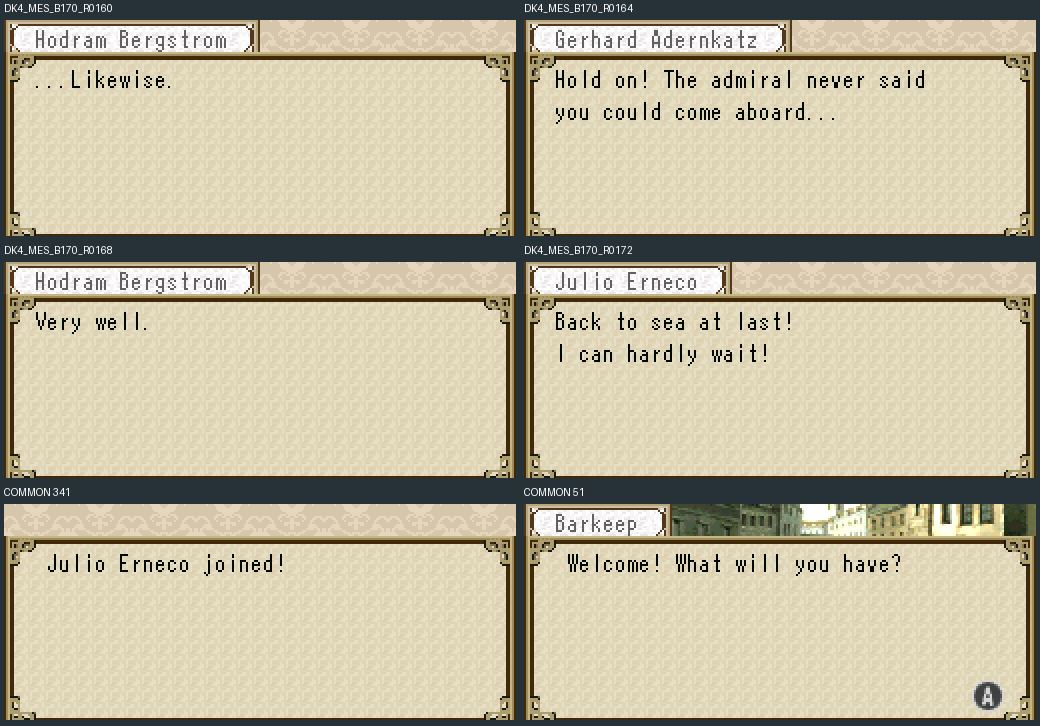 DK4_MES_B170_R0160
Hodram Bergstrom
...Likewise.
DK4_MES_B170_R0164
Gerhard Adernkatz
Hold on! The admiral never said
you could come aboard...
DK4_MES_B170_R0168
Hodram Bergstrom
Very well.
DK4_MES_B170_R0172
Julio Erneco
Back to sea at last!
I can hardly wait!
COMMON 341
Julio Erneco joined!
COMMON 51
Barkeep
Welcome! What will you have?
A